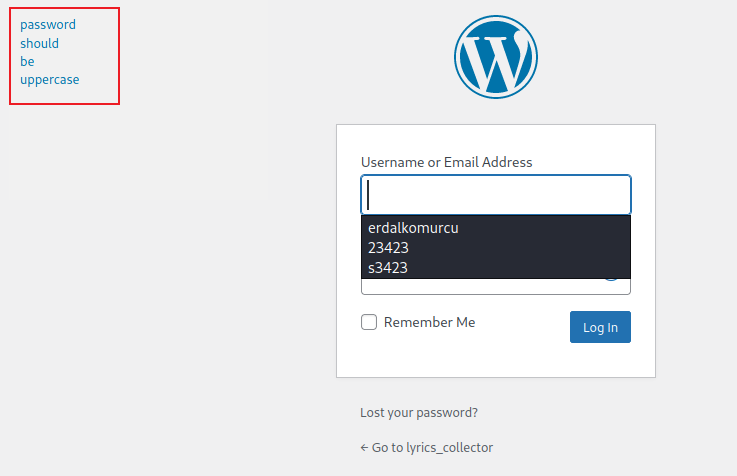 password
should
be
uppercase
Username or Email Address
erdalkomurcu
23423
s3423
Remember Me
Log In
Lost your password?
← Go to lyrics_collector